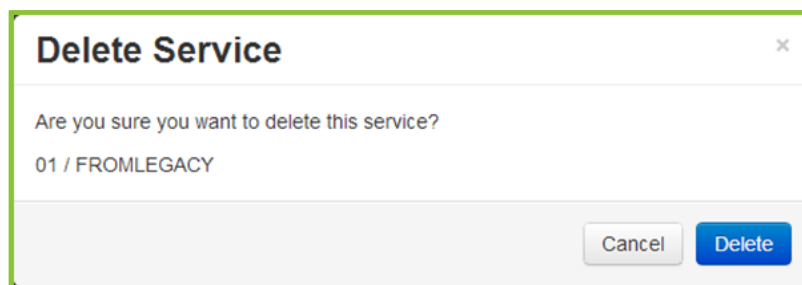 Delete Service
×
Are you sure you want to delete this service?
01 / FROMLEGACY
Cancel Delete